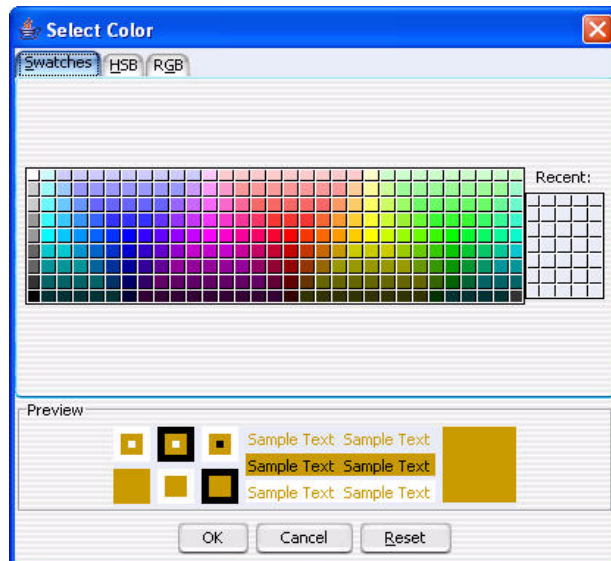 Select Color
Swatches HSB RGB
Recent:
Preview
Sample Text Sample Text
Sample Text Sample Text
Sample Text Sample Text
OK Cancel Reset